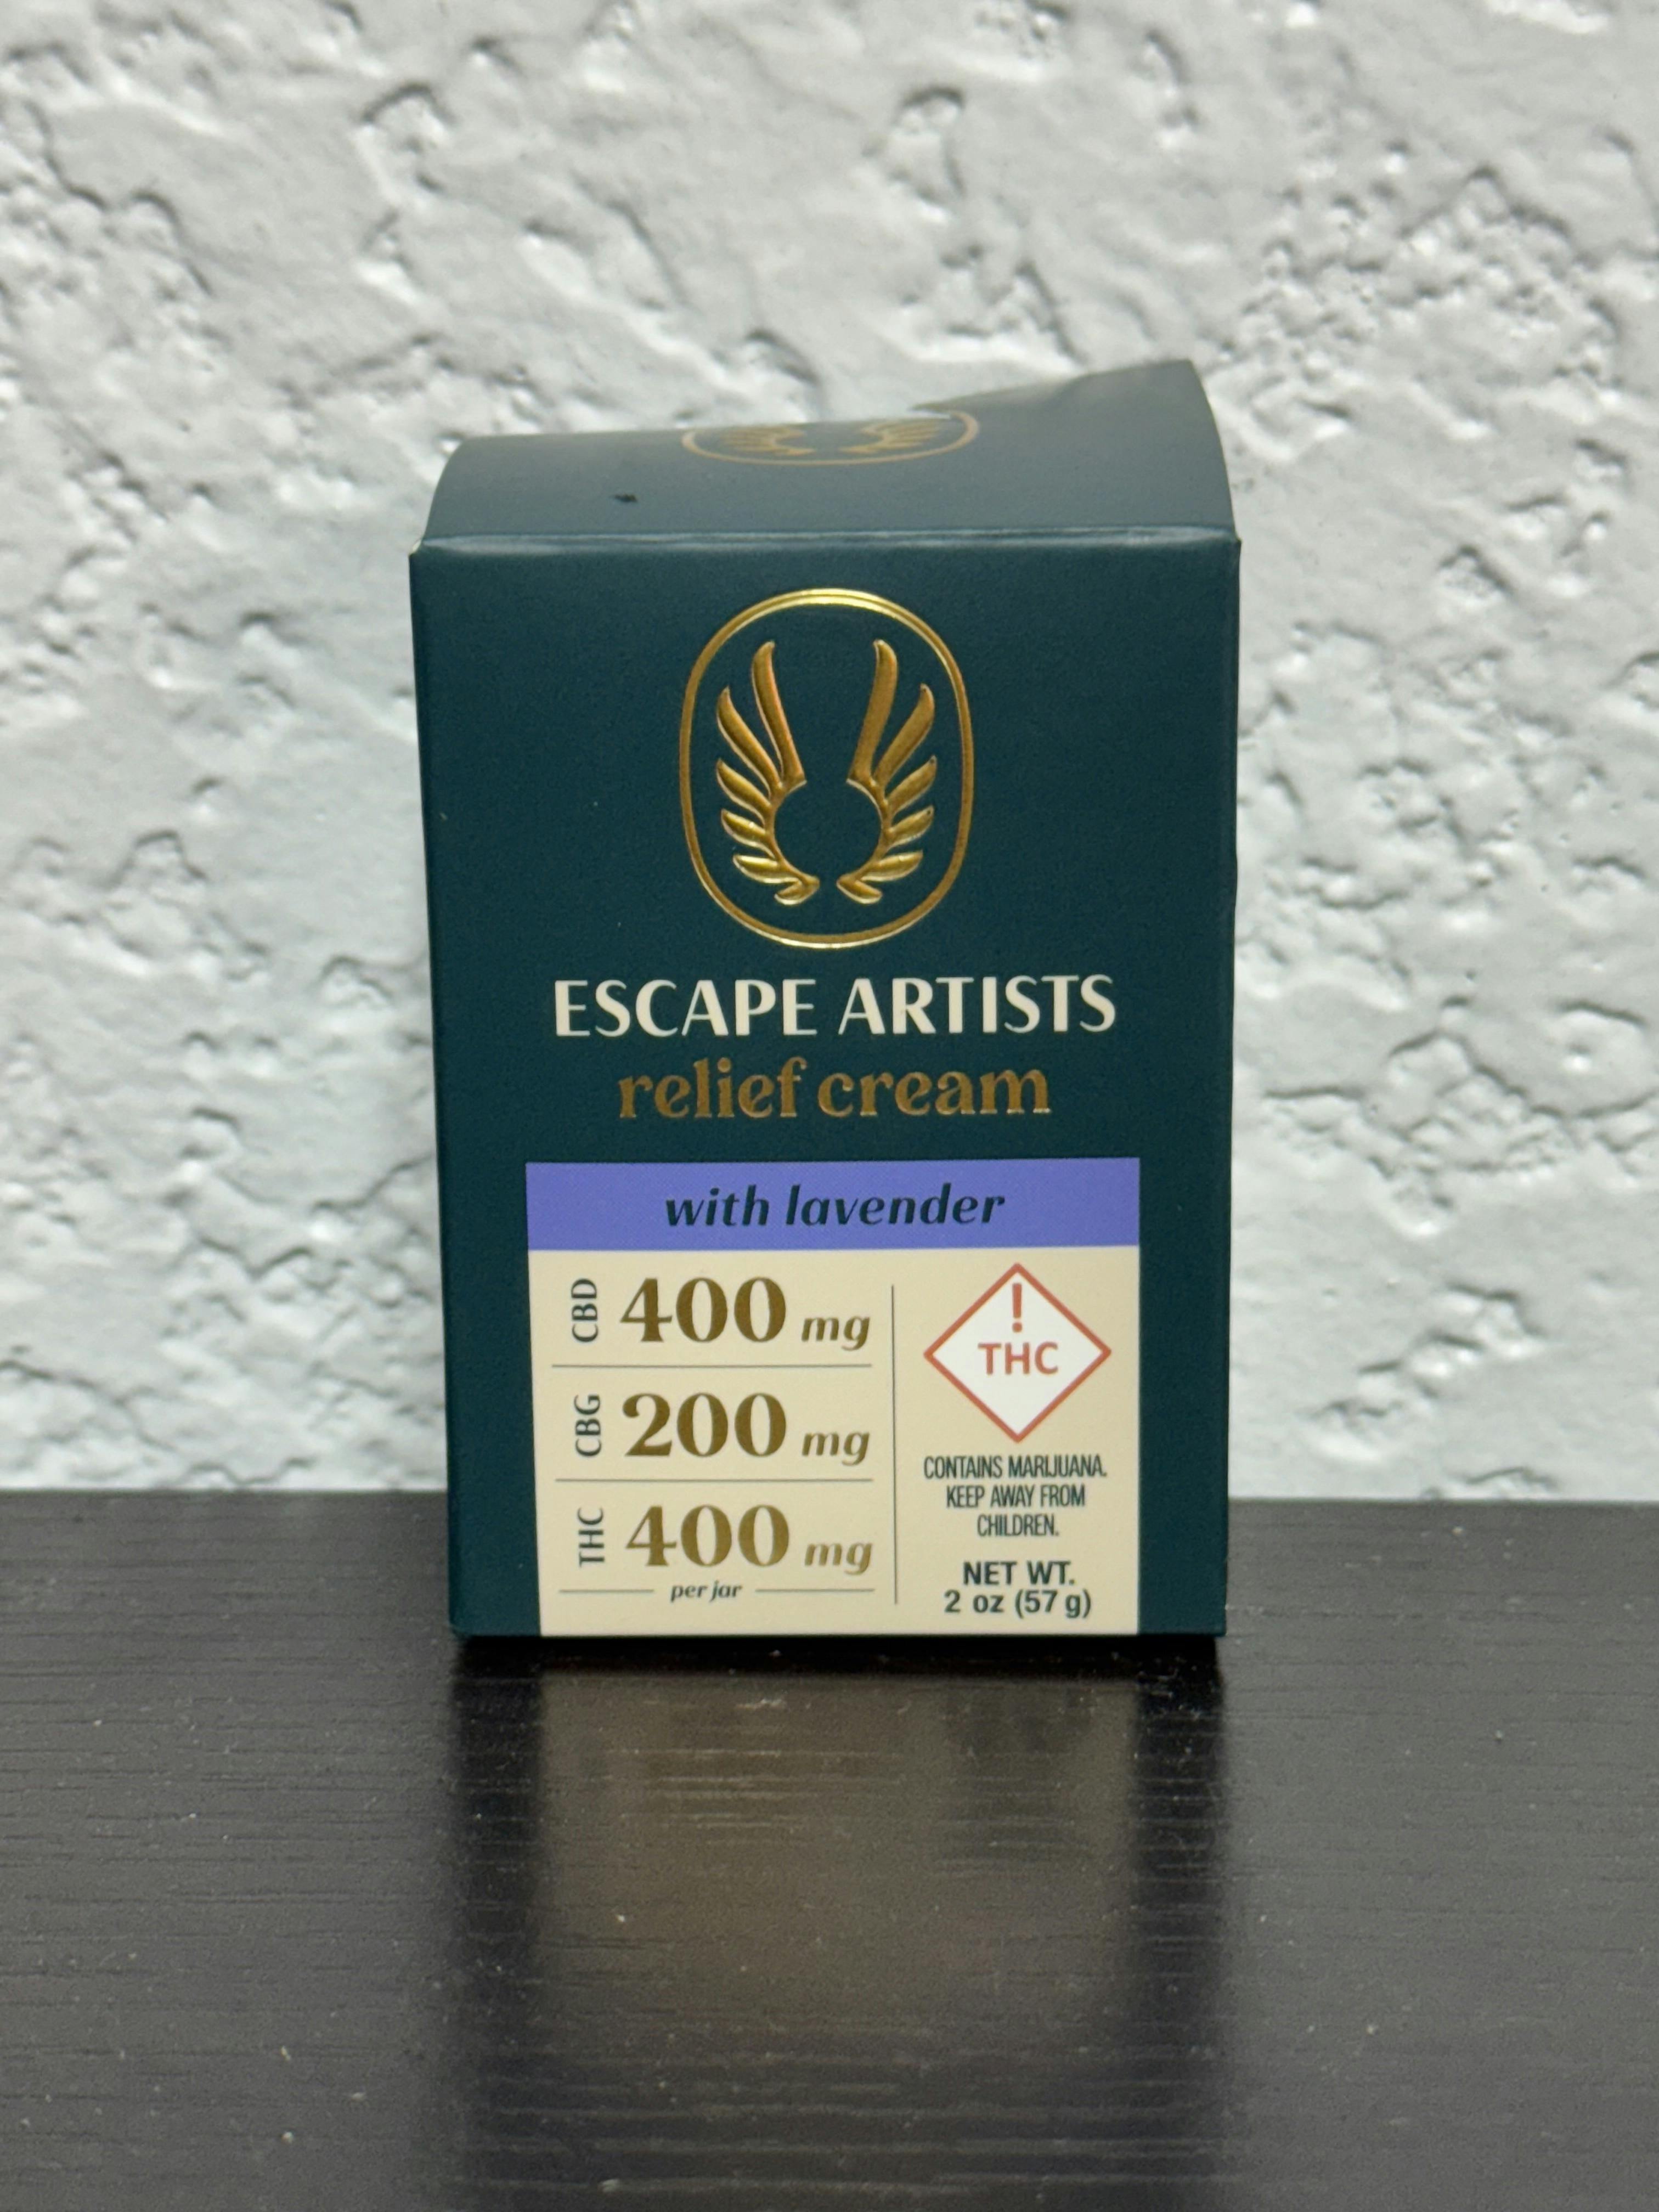 ESCAPE ARTISTS
relief cream
with lavender
CBD 400 mg
CBG 200 mg
THC 400 mg
per jar
!
THC
CONTAINS MARIJUANA.
KEEP AWAY FROM
CHILDREN.
NET WT.
2 oz (57 g)